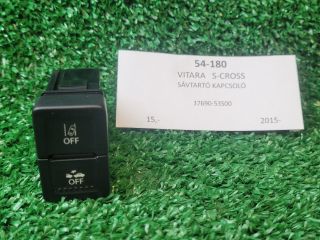 54-180
VITARA S-CROSS
SÁVTARTÓ KAPCSOLÓ
37690-53S00
15,- 2015-
OFF
OFF